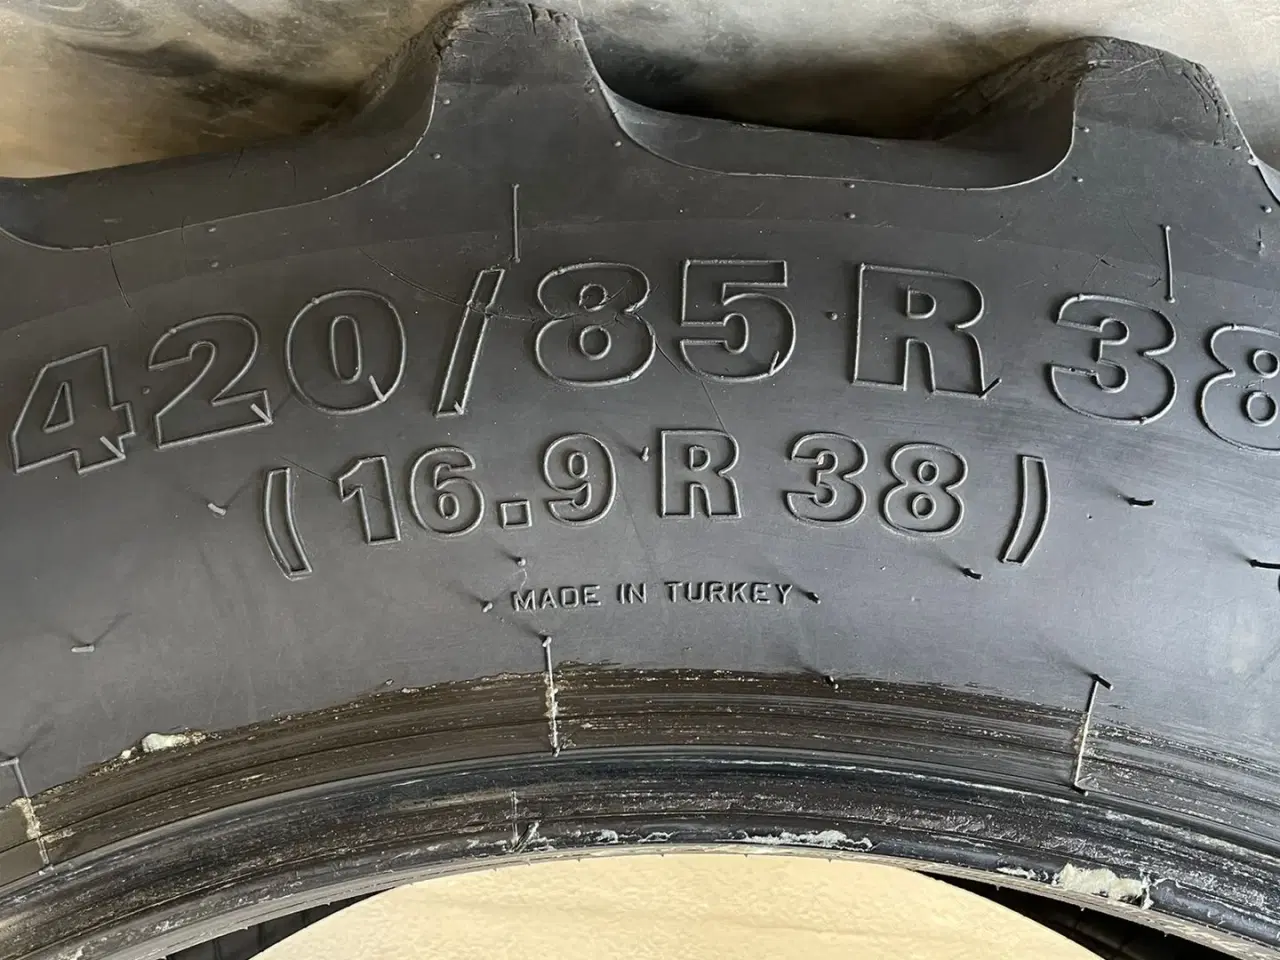 420/85 R 38
(16.9 R 38)
MADE IN TURKEY